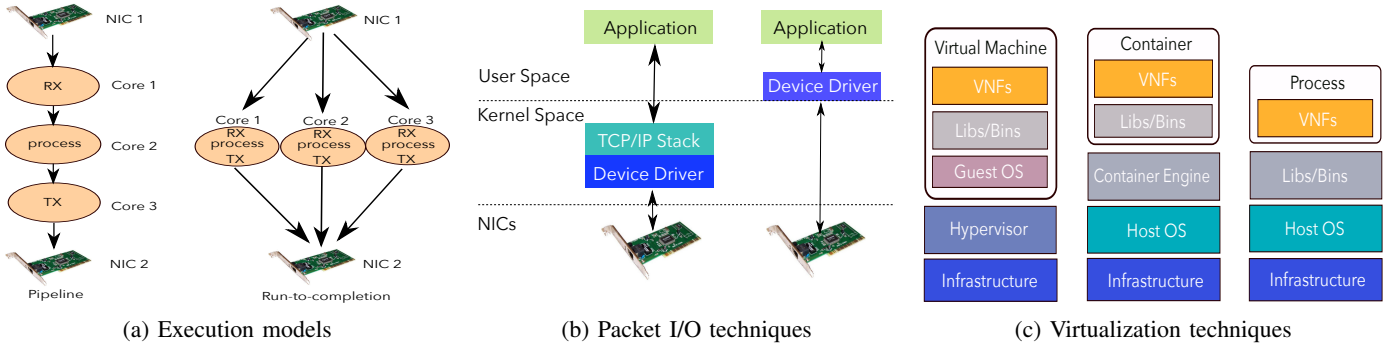 NIC 1
RX
Core 1
process
Core 2
TX
Core 3
NIC 2
Pipeline
NIC 1
Core 1
RX
process
TX
Core 2
RX
process
TX
Core 3
RX
process
TX
NIC 2
Run-to-completion
(a) Execution models
Application
Application
User Space
Device Driver
Kernel Space
TCP/IP Stack
Device Driver
NICs
(b) Packet I/O techniques
Virtual Machine
VNFs
Libs/Bins
Guest OS
Hypervisor
Infrastructure
Container
VNFs
Libs/Bins
Container Engine
Host OS
Infrastructure
Process
VNFs
Libs/Bins
Host OS
Infrastructure
(c) Virtualization techniques